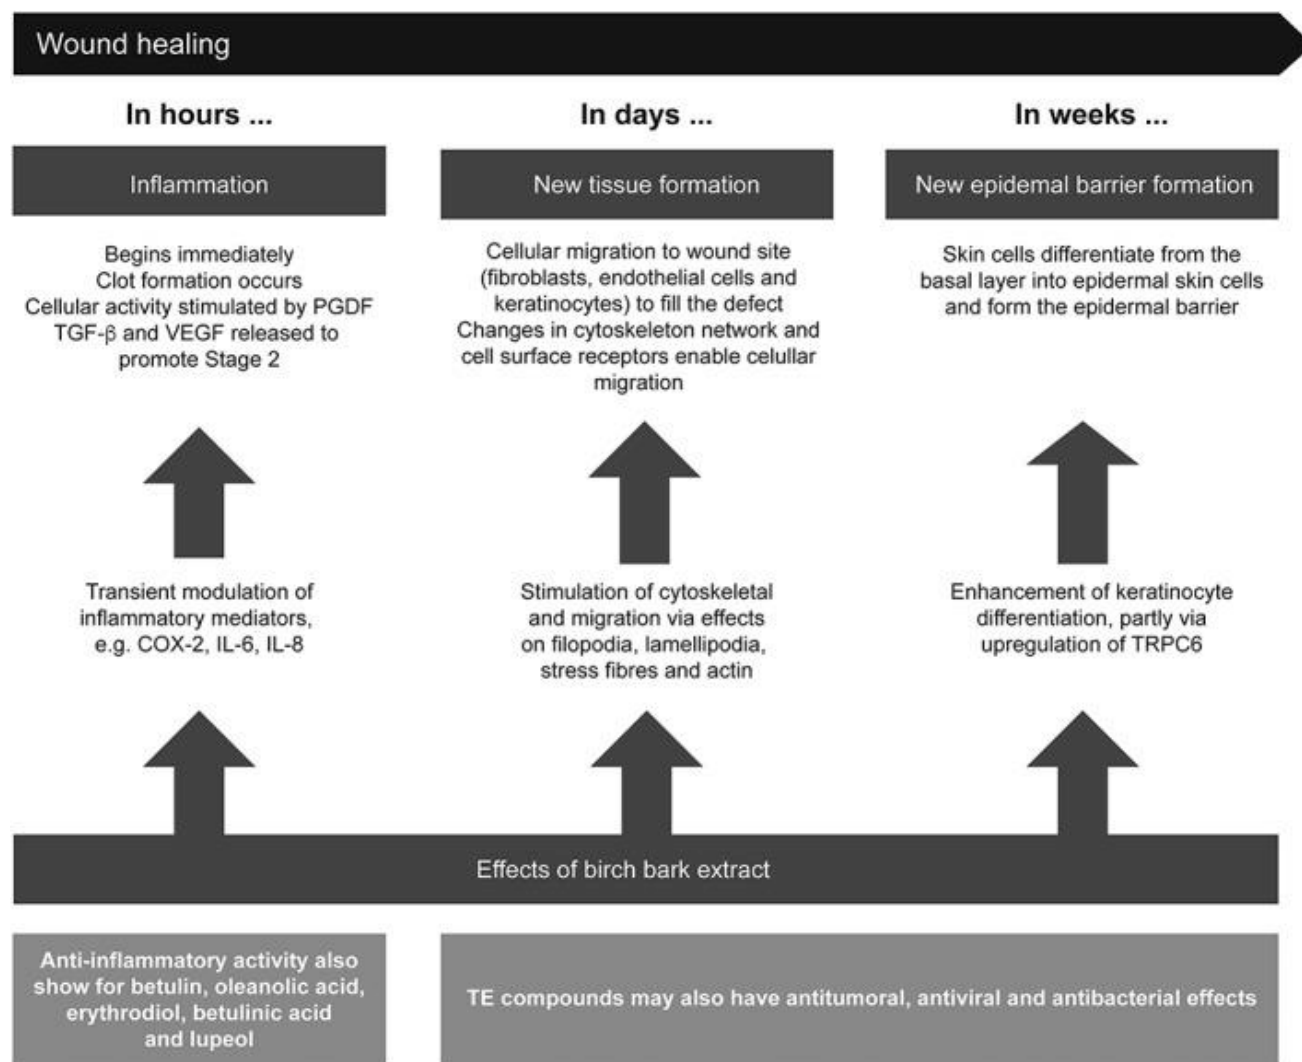 Wound healing
In hours ...
Inflammation
Begins immediately
Clot formation occurs
Cellular activity stimulated by PGDF
TGF-β and VEGF released to
promote Stage 2
Transient modulation of
inflammatory mediators,
e.g. COX-2, IL-6, IL-8
In days ...
New tissue formation
Cellular migration to wound site
(fibroblasts, endothelial cells and
keratinocytes) to fill the defect
Changes in cytoskeleton network and
cell surface receptors enable celullar
migration
Stimulation of cytoskeletal
and migration via effects
on filopodia, lamellipodia,
stress fibres and actin
In weeks ...
New epidemal barrier formation
Skin cells differentiate from the
basal layer into epidermal skin cells
and form the epidermal barrier
Enhancement of keratinocyte
differentiation, partly via
upregulation of TRPC6
Effects of birch bark extract
Anti-inflammatory activity also
show for betulin, oleanolic acid,
erythrodiol, betulinic acid
and lupeol
TE compounds may also have antitumoral, antiviral and antibacterial effects